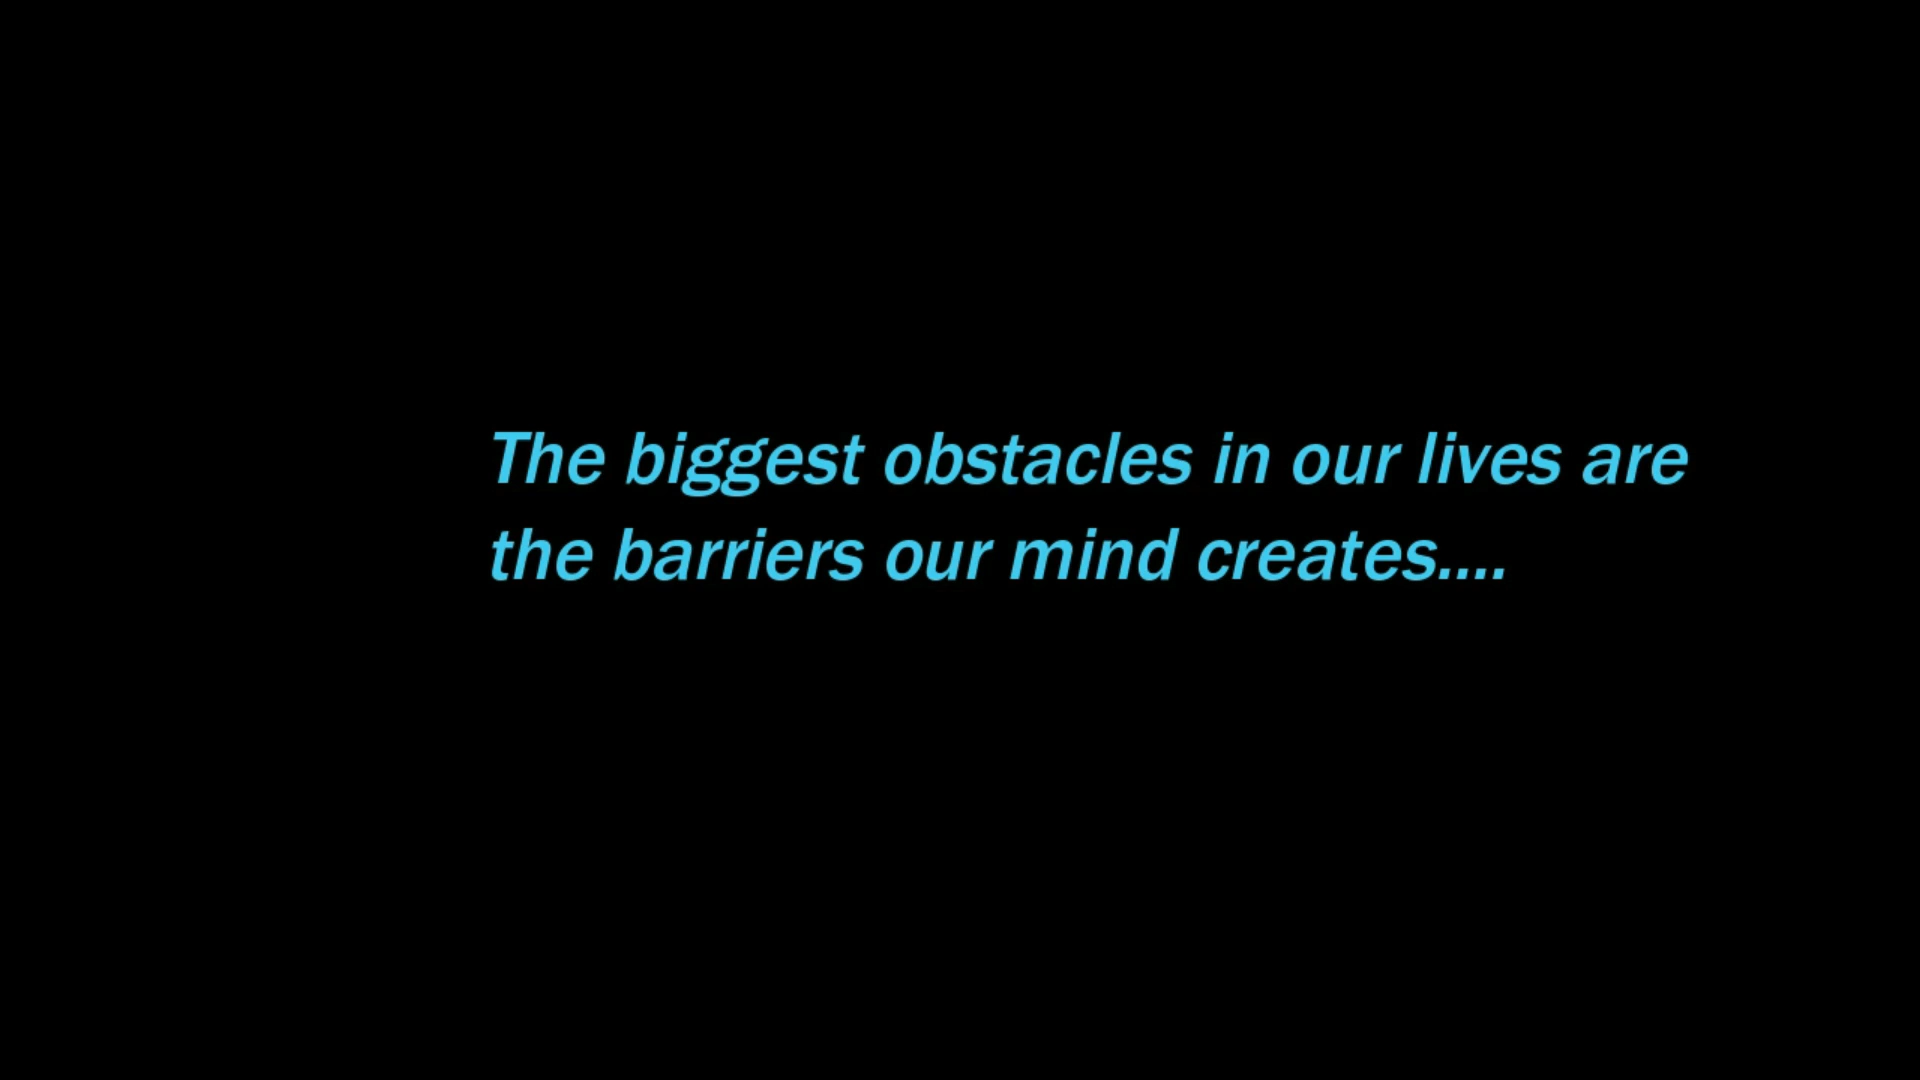 The biggest obstacles in our lives are
the barriers our mind creates....